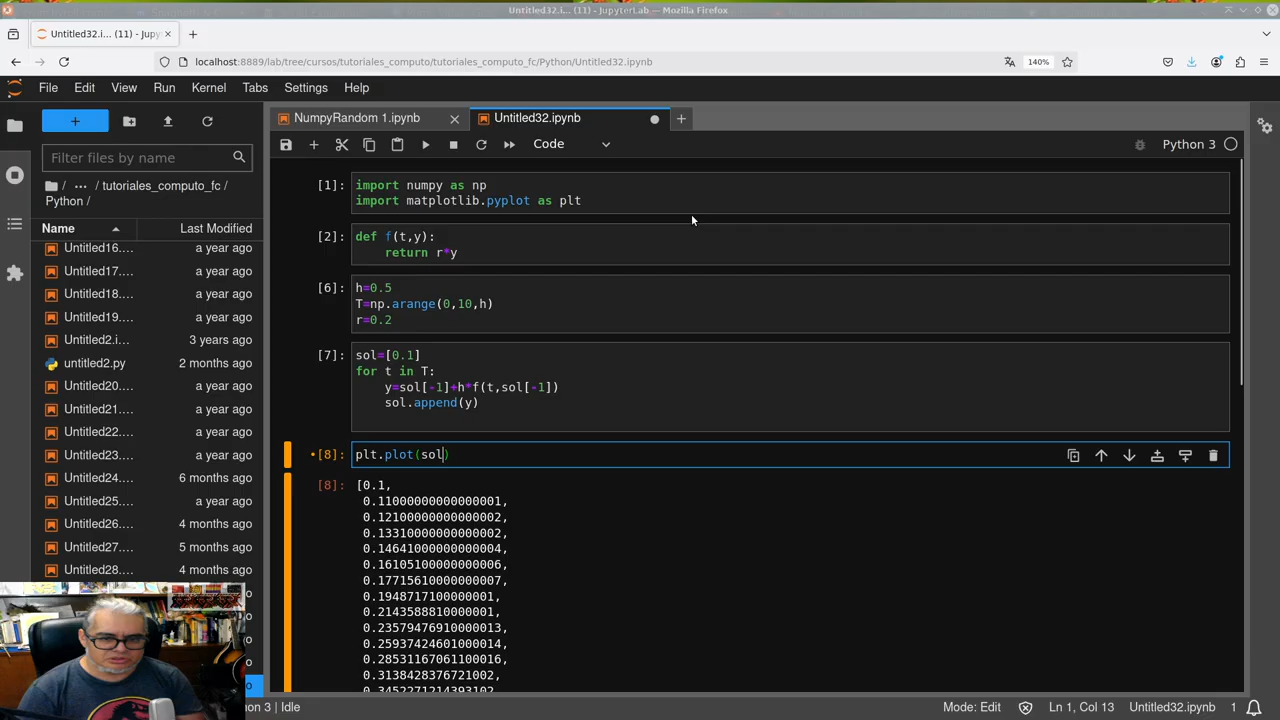 Untitled32.i... (11) - JupyterLab — Mozilla Firefox
Untitled32.i... (11) - Jupy
localhost:8889/lab/tree/cursos/tutoriales_computo/tutoriales_computo_fc/Python/Untitled32.ipynb
140%
File Edit View Run Kernel Tabs Settings Help
NumpyRandom 1.ipynb
Untitled32.ipynb
Code
Python 3
Filter files by name
/ ... / tutoriales_computo_fc /
Python /
Name Last Modified
Untitled16.... a year ago
Untitled17.... a year ago
Untitled18.... a year ago
Untitled19.... a year ago
Untitled2.i... 3 years ago
untitled2.py 2 months ago
Untitled20.... a year ago
Untitled21.... a year ago
Untitled22.... a year ago
Untitled23.... a year ago
Untitled24.... 6 months ago
Untitled25.... a year ago
Untitled26.... 4 months ago
Untitled27.... 5 months ago
Untitled28.... 4 months ago
[1]: import numpy as np
import matplotlib.pyplot as plt
[2]: def f(t,y):
return r*y
[6]: h=0.5
T=np.arange(0,10,h)
r=0.2
[7]: sol=[0.1]
for t in T:
y=sol[-1]+h*f(t,sol[-1])
sol.append(y)
•[8]: plt.plot(sol)
[8]: [0.1,
0.11000000000000001,
0.12100000000000002,
0.13310000000000002,
0.14641000000000004,
0.16105100000000006,
0.17715610000000007,
0.1948717100000001,
0.2143588810000001,
0.23579476910000013,
0.25937424601000014,
0.28531167061100016,
0.3138428376721002,
0.3452271214393102,
on 3 | Idle
Mode: Edit
Ln 1, Col 13
Untitled32.ipynb
1